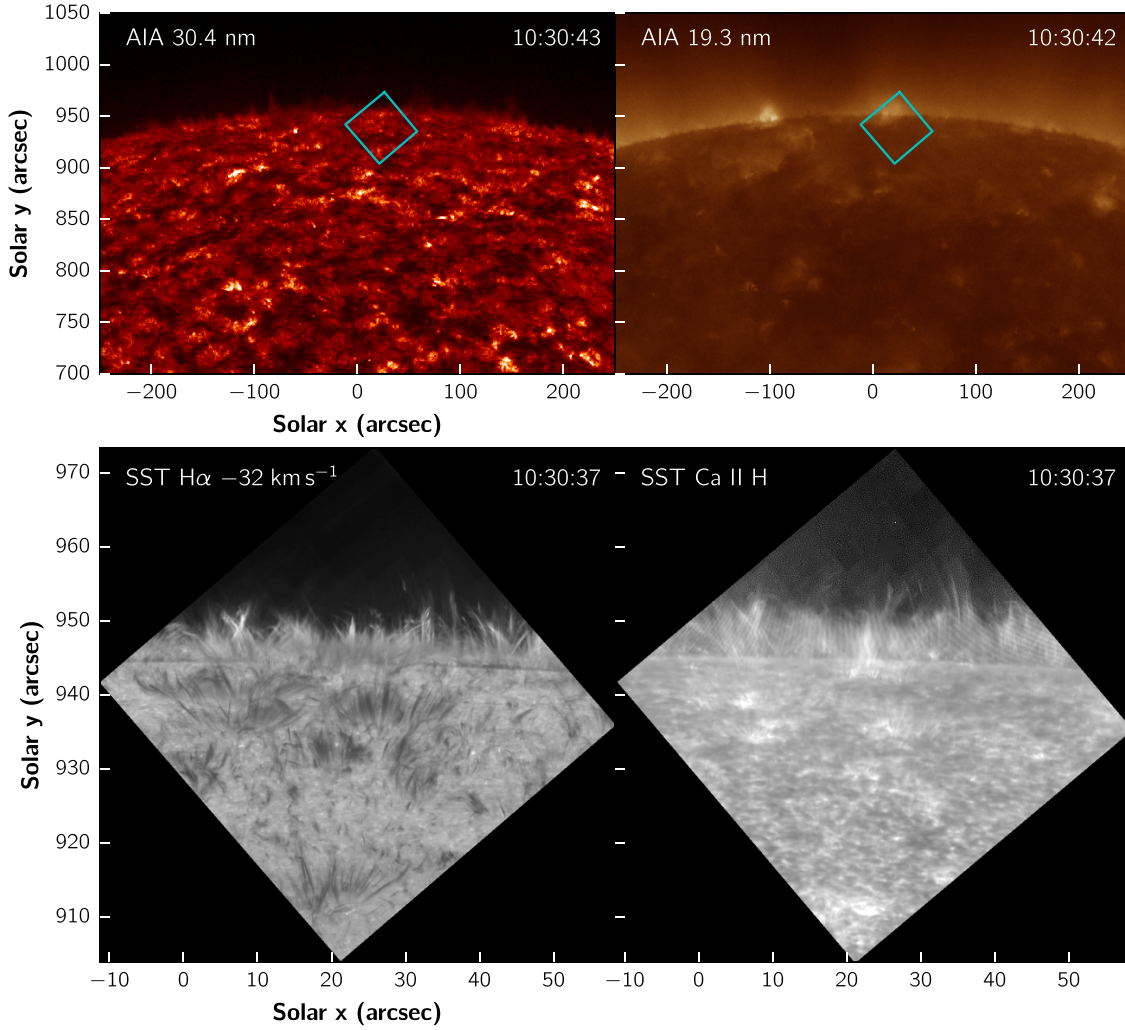 AIA 30.4 nm 10:30:43
AIA 19.3 nm 10:30:42
1050
1000
950
900
850
800
750
700
Solar y (arcsec)
−200 −100 0 100 200
−200 −100 0 100 200
Solar x (arcsec)
SST Hα −32 km s⁻¹ 10:30:37
SST Ca II H 10:30:37
970
960
950
940
930
920
910
Solar y (arcsec)
−10 0 10 20 30 40 50
−10 0 10 20 30 40 50
Solar x (arcsec)